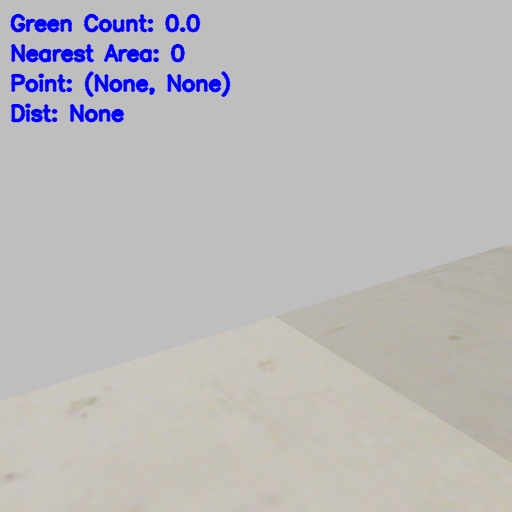 Green Count: 0.0
Nearest Area: 0
Point: (None, None)
Dist: None